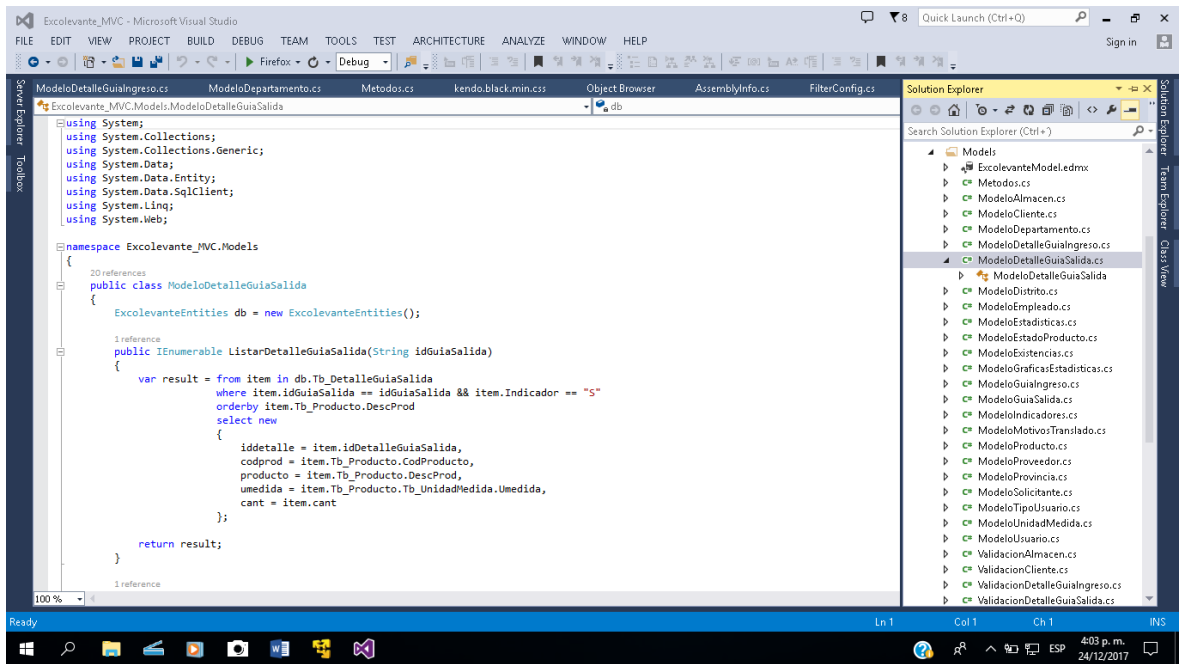 Excolevante_MVC - Microsoft Visual Studio
8
Quick Launch (Ctrl+Q)
FILE EDIT VIEW PROJECT BUILD DEBUG TEAM TOOLS TEST ARCHITECTURE ANALYZE WINDOW HELP
Sign in
Firefox
Debug
Server Explorer
Toolbox
ModeloDetalleGuiaIngreso.cs ModeloDepartamento.cs Metodos.cs kendo.black.min.css Object Browser AssemblyInfo.cs FilterConfig.cs
Excolevante_MVC.Models.ModeloDetalleGuiaSalida
db
using System;
using System.Collections;
using System.Collections.Generic;
using System.Data;
using System.Data.Entity;
using System.Data.SqlClient;
using System.Linq;
using System.Web;
namespace Excolevante_MVC.Models
{
20 references
public class ModeloDetalleGuiaSalida
{
ExcolevanteEntities db = new ExcolevanteEntities();
1 reference
public IEnumerable ListarDetalleGuiaSalida(String idGuiaSalida)
{
var result = from item in db.Tb_DetalleGuiaSalida
where item.idGuiaSalida == idGuiaSalida && item.Indicador == "S"
orderby item.Tb_Producto.DescProd
select new
{
iddetalle = item.idDetalleGuiaSalida,
codprod = item.Tb_Producto.CodProducto,
producto = item.Tb_Producto.DescProd,
umedida = item.Tb_Producto.Tb_UnidadMedida.Umedida,
cant = item.cant
};
return result;
}
1 reference
100 %
Solution Explorer
Search Solution Explorer (Ctrl+´)
Models
ExcolevanteModel.edmx
Metodos.cs
ModeloAlmacen.cs
ModeloCliente.cs
ModeloDepartamento.cs
ModeloDetalleGuiaIngreso.cs
ModeloDetalleGuiaSalida.cs
ModeloDetalleGuiaSalida
ModeloDistrito.cs
ModeloEmpleado.cs
ModeloEstadisticas.cs
ModeloEstadoProducto.cs
ModeloExistencias.cs
ModeloGraficasEstadisticas.cs
ModeloGuiaIngreso.cs
ModeloGuiaSalida.cs
ModeloIndicadores.cs
ModeloMotivosTranslado.cs
ModeloProducto.cs
ModeloProveedor.cs
ModeloProvincia.cs
ModeloSolicitante.cs
ModeloTipoUsuario.cs
ModeloUnidadMedida.cs
ModeloUsuario.cs
ValidacionAlmacen.cs
ValidacionCliente.cs
ValidacionDetalleGuiaIngreso.cs
ValidacionDetalleGuiaSalida.cs
Solution Explorer
Team Explorer
Class View
Ready
Ln 1 Col 1 Ch 1 INS
ESP
4:03 p. m.
24/12/2017